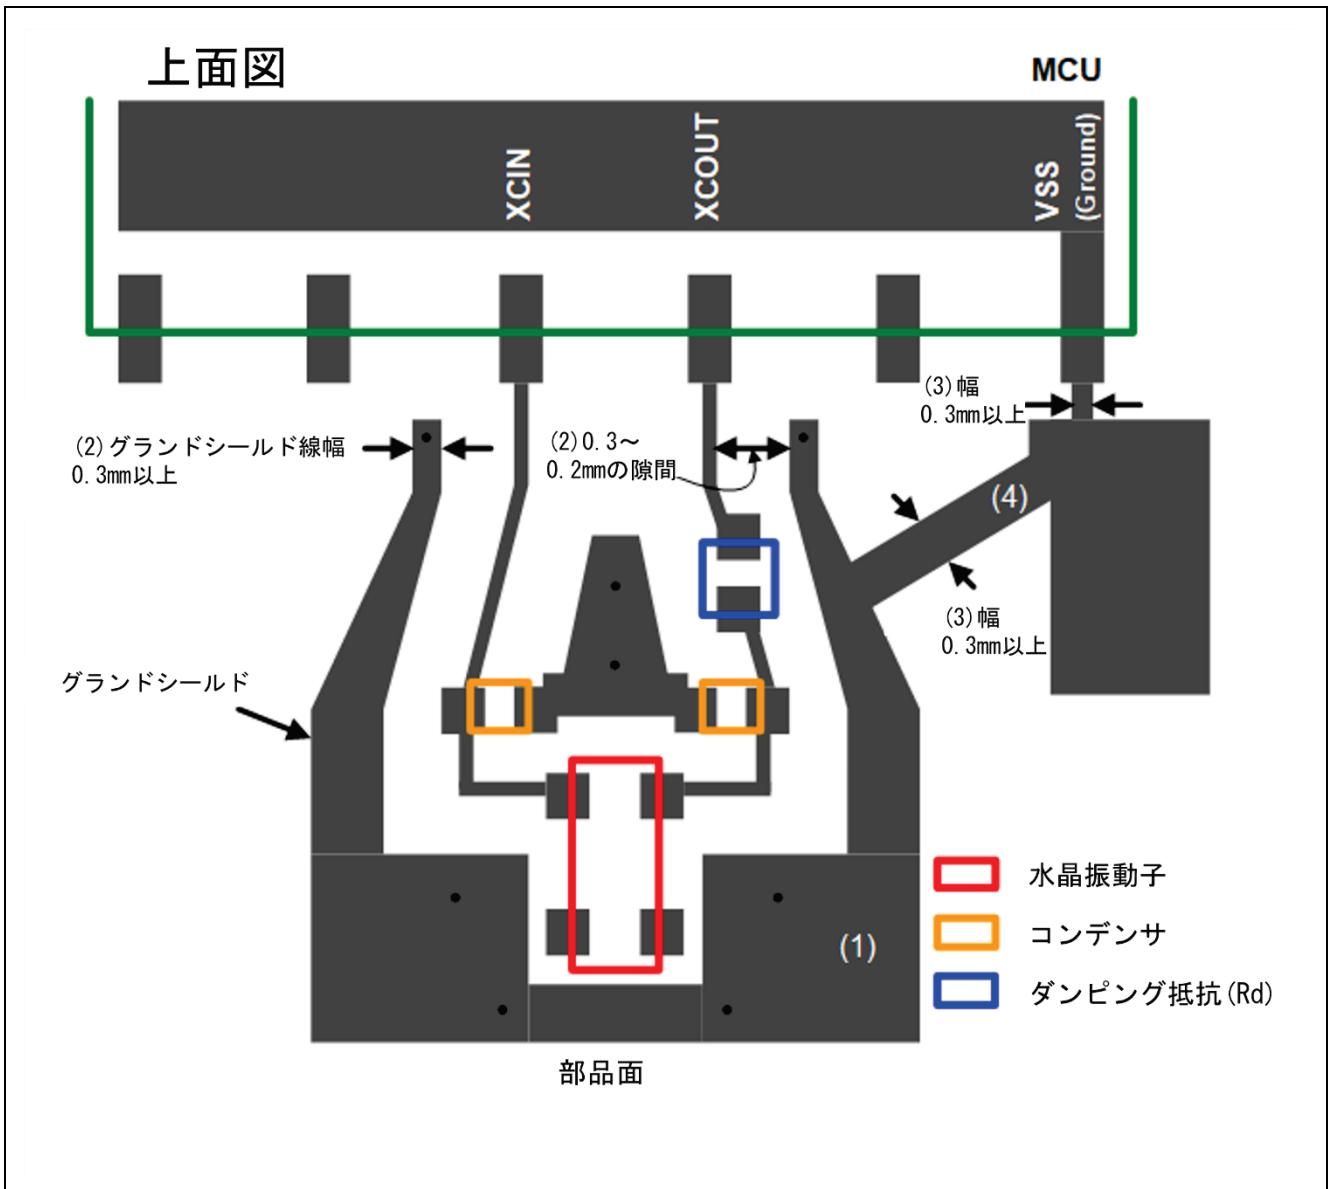 上面図
MCU
XCIN
XCOUT
VSS
(Ground)
(3)幅
0.3mm以上
(2)グランドシールド線幅
0.3mm以上
(2)0.3~
0.2mmの隙間
(4)
(3)幅
0.3mm以上
グランドシールド
水晶振動子
(1)
コンデンサ
ダンピング抵抗(Rd)
部品面